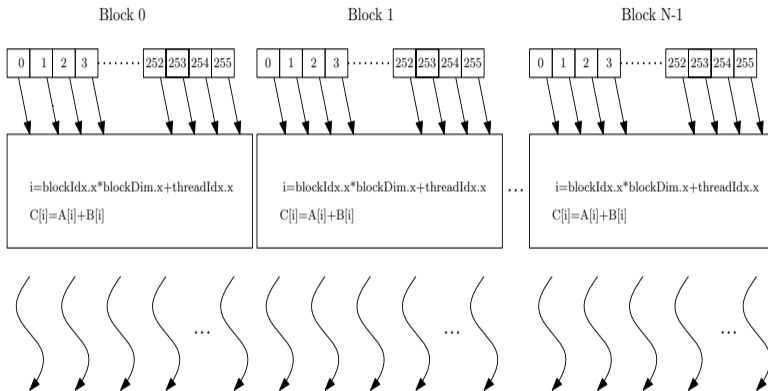 Block 0
Block 1
Block N-1
0 1 2 3 ........ 252 253 254 255
0 1 2 3 ........ 252 253 254 255
0 1 2 3 ........ 252 253 254 255
i=blockIdx.x*blockDim.x+threadIdx.x
C[i]=A[i]+B[i]
i=blockIdx.x*blockDim.x+threadIdx.x
C[i]=A[i]+B[i]
...
i=blockIdx.x*blockDim.x+threadIdx.x
C[i]=A[i]+B[i]
...
...
...